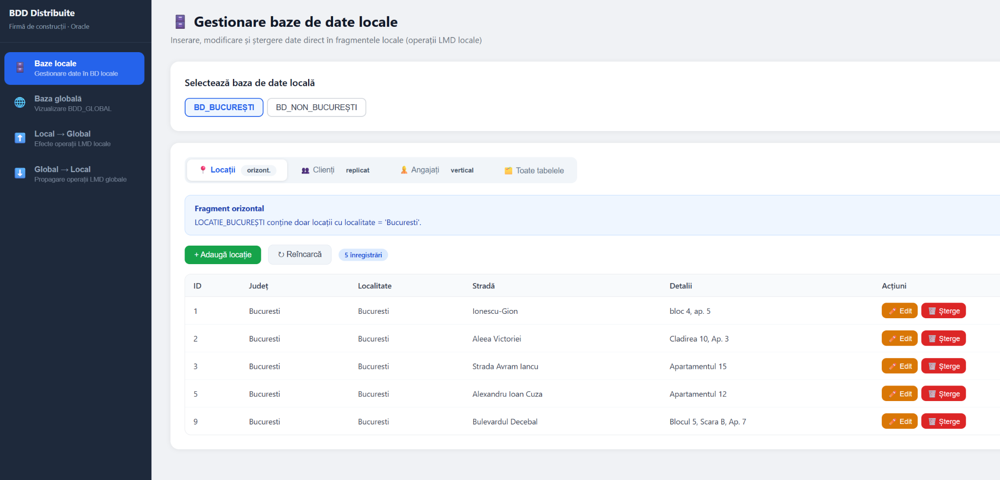 BDD Distribuite
Firmă de construcții · Oracle
Baze locale
Gestionare date în BD locale
Baza globală
Vizualizare BDD_GLOBAL
Local → Global
Efecte operații LMD locale
Global → Local
Propagare operații LMD globale
Gestionare baze de date locale
Inserare, modificare și ștergere date direct în fragmentele locale (operații LMD locale)
Selectează baza de date locală
BD_BUCUREȘTI BD_NON_BUCUREȘTI
Locații orizont. Clienți replicat Angajați vertical Toate tabelele
Fragment orizontal
LOCATIE_BUCUREȘTI conține doar locații cu localitate = 'Bucuresti'.
+ Adaugă locație ↻ Reîncarcă 5 înregistrări
ID Județ Localitate Stradă Detalii Acțiuni
1 Bucuresti Bucuresti Ionescu-Gion bloc 4, ap. 5 Edit Șterge
2 Bucuresti Bucuresti Aleea Victoriei Cladirea 10, Ap. 3 Edit Șterge
3 Bucuresti Bucuresti Strada Avram Iancu Apartamentul 15 Edit Șterge
5 Bucuresti Bucuresti Alexandru Ioan Cuza Apartamentul 12 Edit Șterge
9 Bucuresti Bucuresti Bulevardul Decebal Blocul 5, Scara B, Ap. 7 Edit Șterge